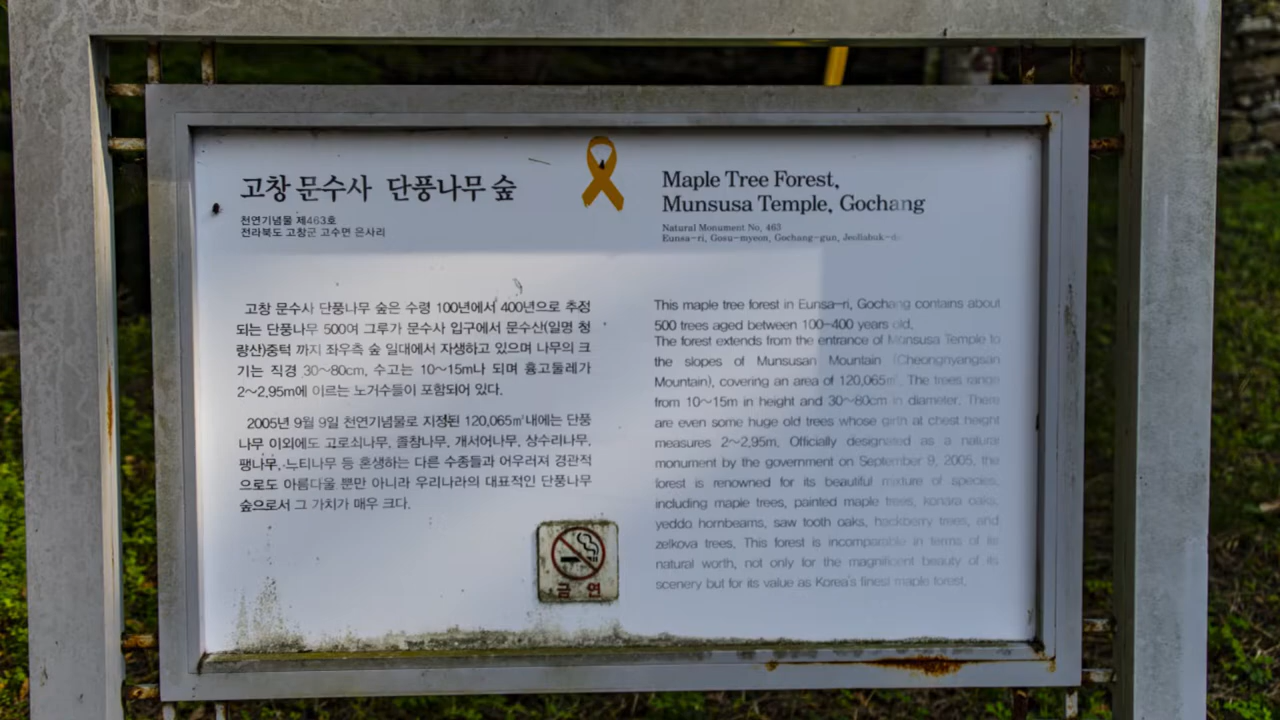 고창 문수사 단풍나무 숲
천연기념물 제463호
전라북도 고창군 고수면 은사리
고창 문수사 단풍나무 숲은 수령 100년에서 400년으로 추정
되는 단풍나무 500여 그루가 문수사 입구에서 문수산(일명 청
량산)중턱 까지 좌우측 숲 일대에서 자생하고 있으며 나무의 크
기는 직경 30~80cm, 수고는 10~15m나 되며 흉고둘레가
2~2.95m에 이르는 노거수들이 포함되어 있다.
2005년 9월 9일 천연기념물로 지정된 120,065㎡내에는 단풍
나무 이외에도 고로쇠나무, 졸참나무, 개서어나무, 상수리나무,
팽나무, 느티나무 등 혼생하는 다른 수종들과 어우러져 경관적
으로도 아름다울 뿐만 아니라 우리나라의 대표적인 단풍나무
숲으로서 그 가치가 매우 크다.
금 연
Maple Tree Forest,
Munsusa Temple, Gochang
Natural Monument No. 463
Eunsa-ri, Gosu-myeon, Gochang-gun, Jeollabuk-do
This maple tree forest in Eunsa-ri, Gochang contains about
500 trees aged between 100-400 years old.
The forest extends from the entrance of Munsusa Temple to
the slopes of Munsusan Mountain (Cheongnyangsan
Mountain), covering an area of 120,065㎡. The trees range
from 10~15m in height and 30~80cm in diameter. There
are even some huge old trees whose girth at chest height
measures 2~2.95m. Officially designated as a natural
monument by the government on September 9, 2005, the
forest is renowned for its beautiful mixture of species,
including maple trees, painted maple trees, konara oaks,
yeddo hornbeams, saw tooth oaks, hackberry trees, and
zelkova trees. This forest is incomparable in terms of its
natural worth, not only for the magnificent beauty of its
scenery but for its value as Korea's finest maple forest.